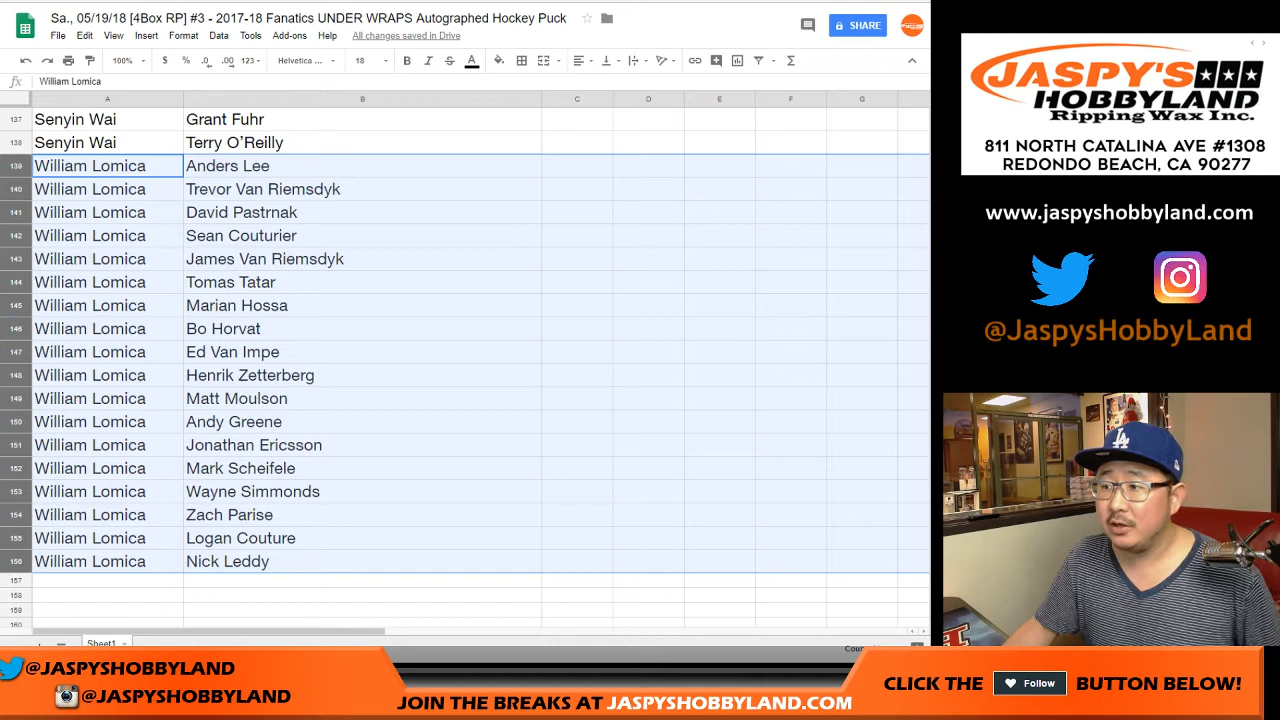 Sa., 05/19/18 [4Box RP] #3 - 2017-18 Fanatics UNDER WRAPS Autographed Hockey Puck
SHARE
File Edit View Insert Format Data Tools Add-ons Help All changes saved in Drive
100% $ % .0 .00 123 Helvetica ... 18 B I S A
fx William Lomica
A B C D E F G
137 Senyin Wai Grant Fuhr
138 Senyin Wai Terry O'Reilly
139 William Lomica Anders Lee
140 William Lomica Trevor Van Riemsdyk
141 William Lomica David Pastrnak
142 William Lomica Sean Couturier
143 William Lomica James Van Riemsdyk
144 William Lomica Tomas Tatar
145 William Lomica Marian Hossa
146 William Lomica Bo Horvat
147 William Lomica Ed Van Impe
148 William Lomica Henrik Zetterberg
149 William Lomica Matt Moulson
150 William Lomica Andy Greene
151 William Lomica Jonathan Ericsson
152 William Lomica Mark Scheifele
153 William Lomica Wayne Simmonds
154 William Lomica Zach Parise
155 William Lomica Logan Couture
156 William Lomica Nick Leddy
157
158
159
160
Sheet1
JASPY'S
HOBBYLAND
Ripping Wax Inc.
811 NORTH CATALINA AVE #1308
REDONDO BEACH, CA 90277
www.jaspyshobbyland.com
@JaspysHobbyLand
LA
@JASPYSHOBBYLAND
@JASPYSHOBBYLAND
JOIN THE BREAKS AT JASPYSHOBBYLAND.COM
CLICK THE Follow BUTTON BELOW!